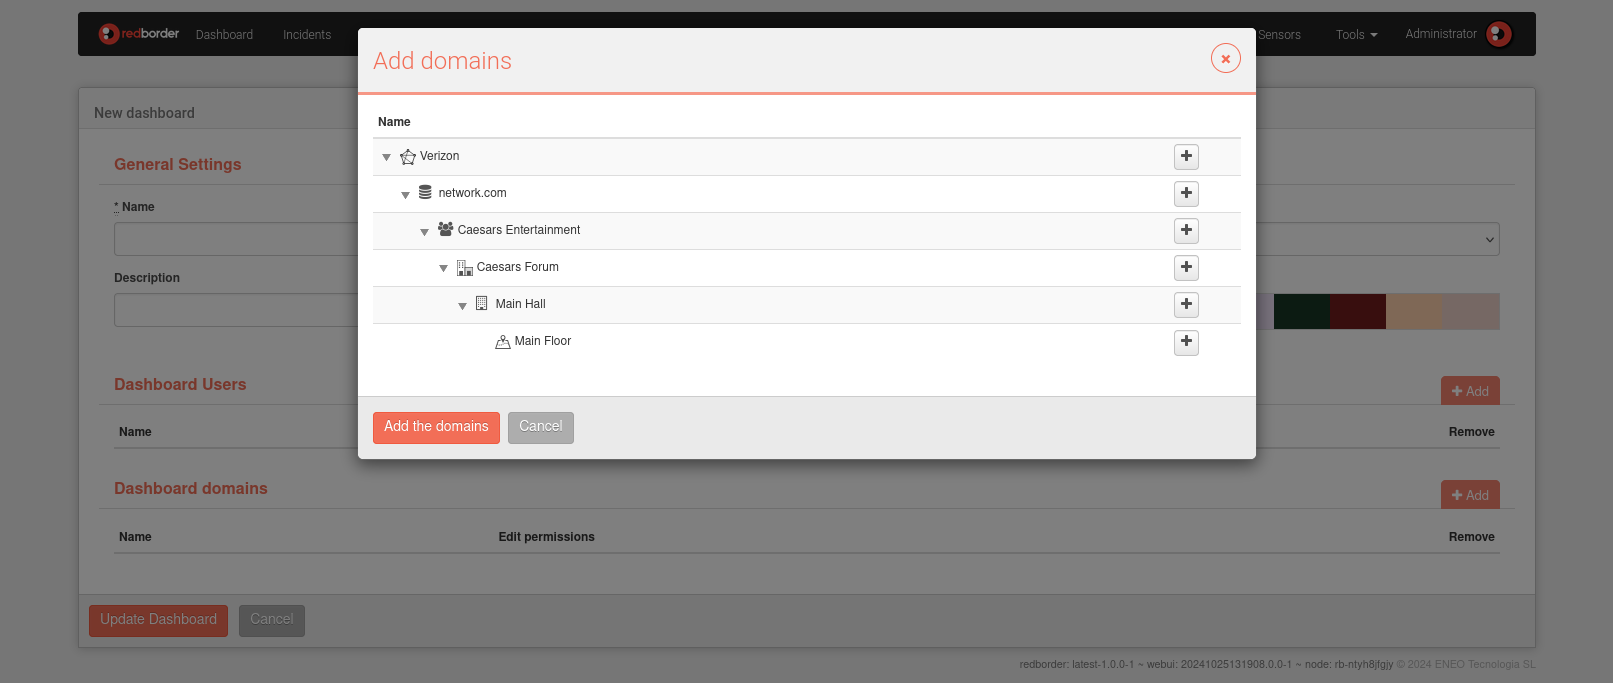 redborder Dashboard Incidents Sensors Tools Administrator
Add domains
New dashboard
Name
General Settings
Verizon
network.com
* Name
Caesars Entertainment
Caesars Forum
Description
Main Hall
Main Floor
Dashboard Users
Add
Add the domains Cancel
Name Remove
Dashboard domains
Add
Name Edit permissions Remove
Update Dashboard Cancel
redborder: latest-1.0.0-1 ~ webui: 20241025131908.0.0-1 ~ node: rb-ntyh8jfgjy © 2024 ENEO Tecnologia SL